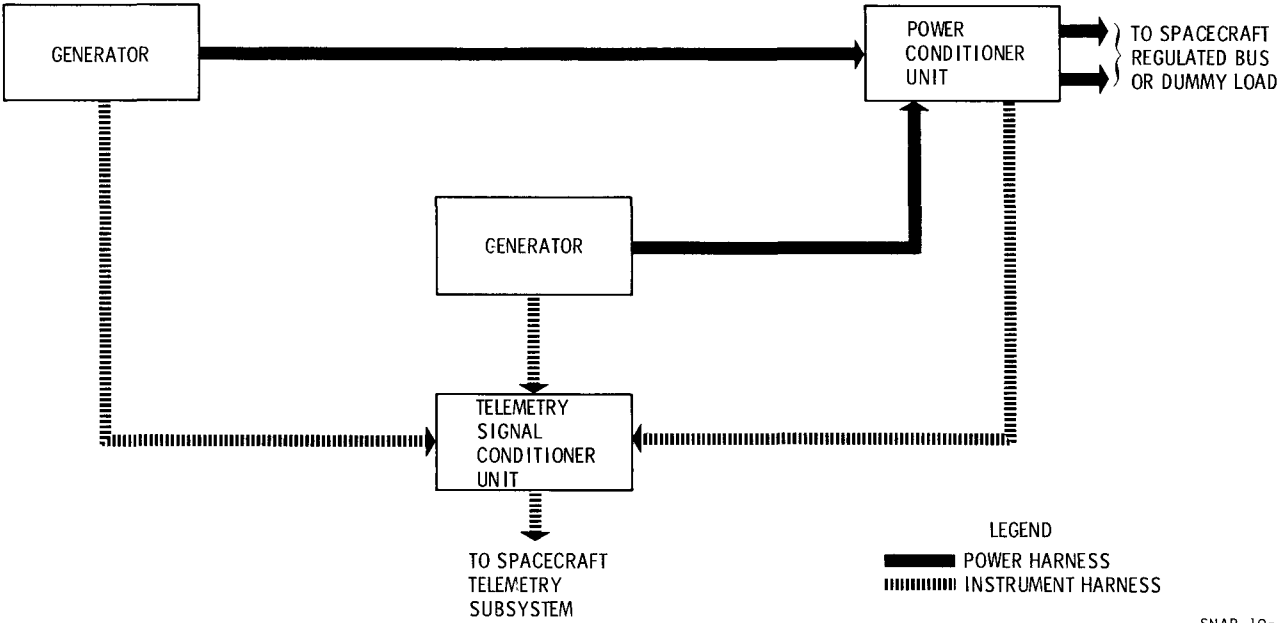 GENERATOR
POWER
CONDITIONER
UNIT
TO SPACECRAFT
REGULATED BUS
OR DUMMY LOAD
GENERATOR
TELEMETRY
SIGNAL
CONDITIONER
UNIT
TO SPACECRAFT
TELEMETRY
SUBSYSTEM
LEGEND
POWER HARNESS
INSTRUMENT HARNESS